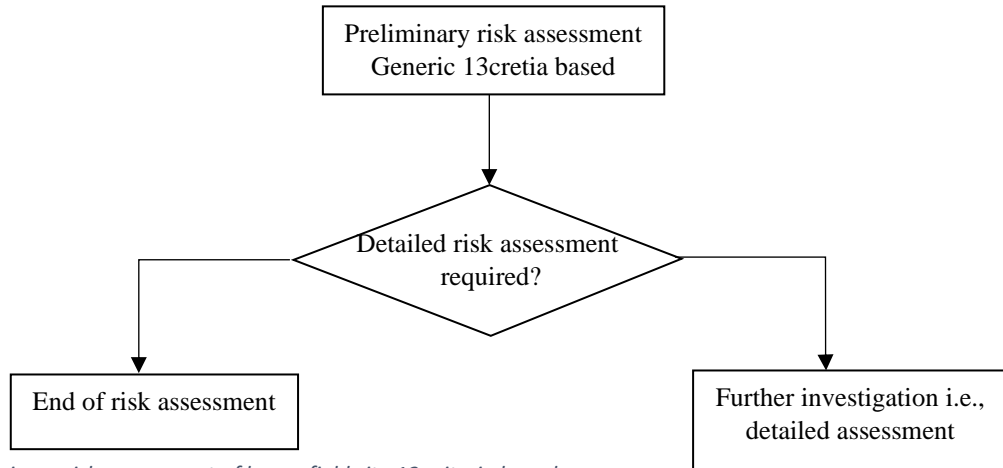 Preliminary risk assessment
Generic 13cretia based
Detailed risk assessment
required?
End of risk assessment
Further investigation i.e.,
detailed assessment